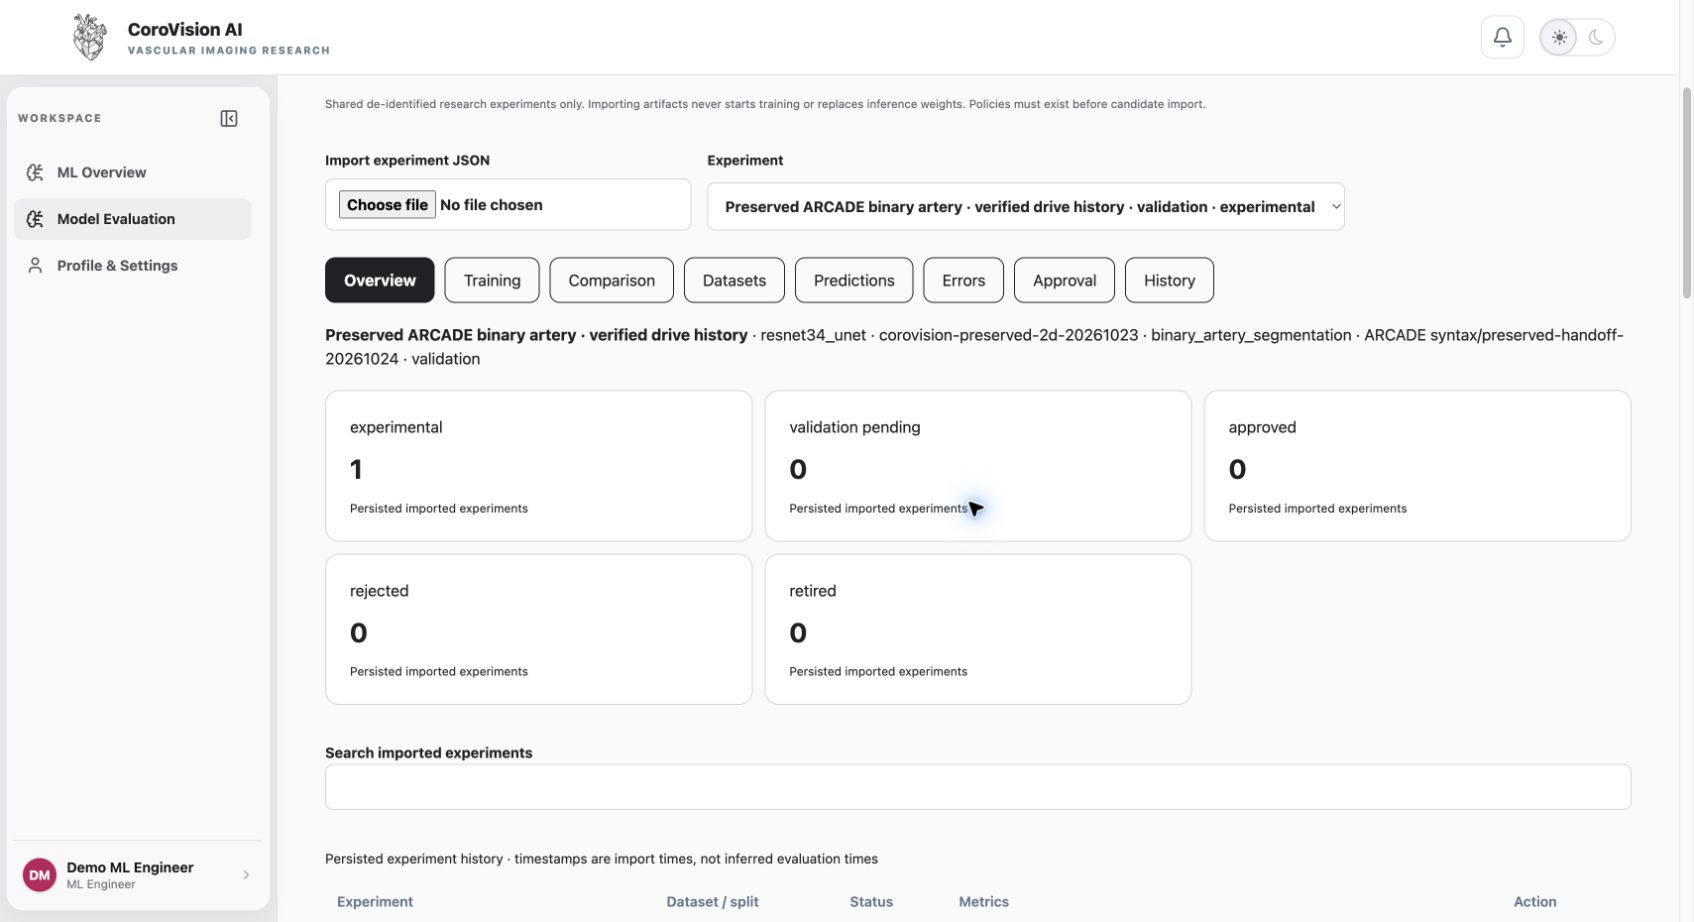 CoroVision AI
VASCULAR IMAGING RESEARCH
WORKSPACE
ML Overview
Model Evaluation
Profile & Settings
DM
Demo ML Engineer
ML Engineer
Shared de-identified research experiments only. Importing artifacts never starts training or replaces inference weights. Policies must exist before candidate import.
Import experiment JSON
Choose file No file chosen
Experiment
Preserved ARCADE binary artery · verified drive history · validation · experimental
Overview
Training
Comparison
Datasets
Predictions
Errors
Approval
History
Preserved ARCADE binary artery · verified drive history · resnet34_unet · corovision-preserved-2d-20261023 · binary_artery_segmentation · ARCADE syntax/preserved-handoff-
20261024 · validation
experimental
1
Persisted imported experiments
validation pending
0
Persisted imported experiments
approved
0
Persisted imported experiments
rejected
0
Persisted imported experiments
retired
0
Persisted imported experiments
Search imported experiments
Persisted experiment history · timestamps are import times, not inferred evaluation times
Experiment Dataset / split Status Metrics Action